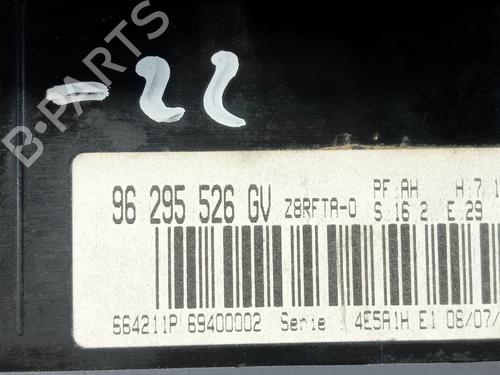 B-PARTS
96 295 526 GV Z8RFTA-0 PF:AH H:7.1
S:16 2 E:29
664211P 69400002 Serie : 4E5A1H E1 08/07/